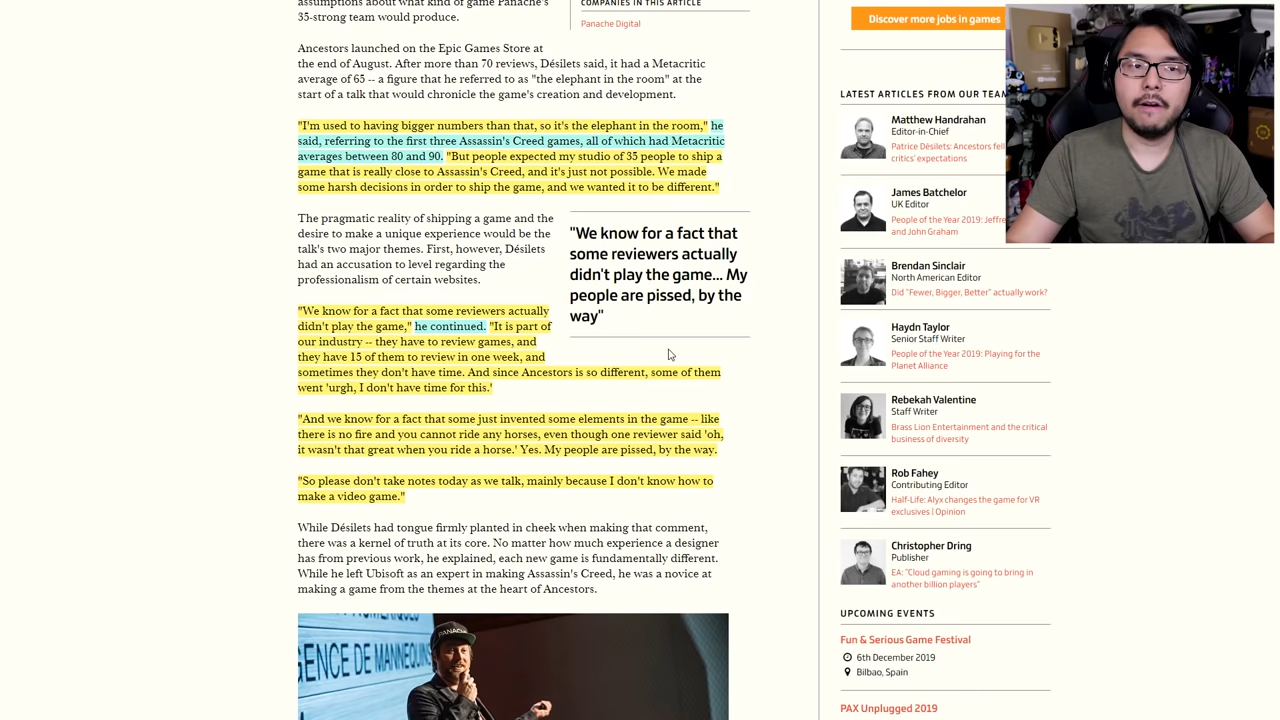 assumptions about what kind of game Panache's
35-strong team would produce.
COMPANIES IN THIS ARTICLE
Panache Digital
Ancestors launched on the Epic Games Store at
the end of August. After more than 70 reviews, Désilets said, it had a Metacritic
average of 65 -- a figure that he referred to as "the elephant in the room" at the
start of a talk that would chronicle the game's creation and development.
"I'm used to having bigger numbers than that, so it's the elephant in the room," he
said, referring to the first three Assassin's Creed games, all of which had Metacritic
averages between 80 and 90. "But people expected my studio of 35 people to ship a
game that is really close to Assassin's Creed, and it's just not possible. We made
some harsh decisions in order to ship the game, and we wanted it to be different."
The pragmatic reality of shipping a game and the
desire to make a unique experience would be the
talk's two major themes. First, however, Désilets
had an accusation to level regarding the
professionalism of certain websites.
"We know for a fact that
some reviewers actually
didn't play the game... My
people are pissed, by the
way"
"We know for a fact that some reviewers actually
didn't play the game," he continued. "It is part of
our industry -- they have to review games, and
they have 15 of them to review in one week, and
sometimes they don't have time. And since Ancestors is so different, some of them
went 'urgh, I don't have time for this.'
"And we know for a fact that some just invented some elements in the game -- like
there is no fire and you cannot ride any horses, even though one reviewer said 'oh,
it wasn't that great when you ride a horse.' Yes. My people are pissed, by the way.
"So please don't take notes today as we talk, mainly because I don't know how to
make a video game."
While Désilets had tongue firmly planted in cheek when making that comment,
there was a kernel of truth at its core. No matter how much experience a designer
has from previous work, he explained, each new game is fundamentally different.
While he left Ubisoft as an expert in making Assassin's Creed, he was a novice at
making a game from the themes at the heart of Ancestors.
GENCE DE MANNEQUIN
PANACHE
Discover more jobs in games
LATEST ARTICLES FROM OUR TEAM
Matthew Handrahan
Editor-in-Chief
Patrice Désilets: Ancestors fell
critics' expectations
James Batchelor
UK Editor
People of the Year 2019: Jeffre
and John Graham
Brendan Sinclair
North American Editor
Did "Fewer, Bigger, Better" actually work?
Haydn Taylor
Senior Staff Writer
People of the Year 2019: Playing for the
Planet Alliance
Rebekah Valentine
Staff Writer
Brass Lion Entertainment and the critical
business of diversity
Rob Fahey
Contributing Editor
Half-Life: Alyx changes the game for VR
exclusives | Opinion
Christopher Dring
Publisher
EA: "Cloud gaming is going to bring in
another billion players"
UPCOMING EVENTS
Fun & Serious Game Festival
6th December 2019
Bilbao, Spain
PAX Unplugged 2019